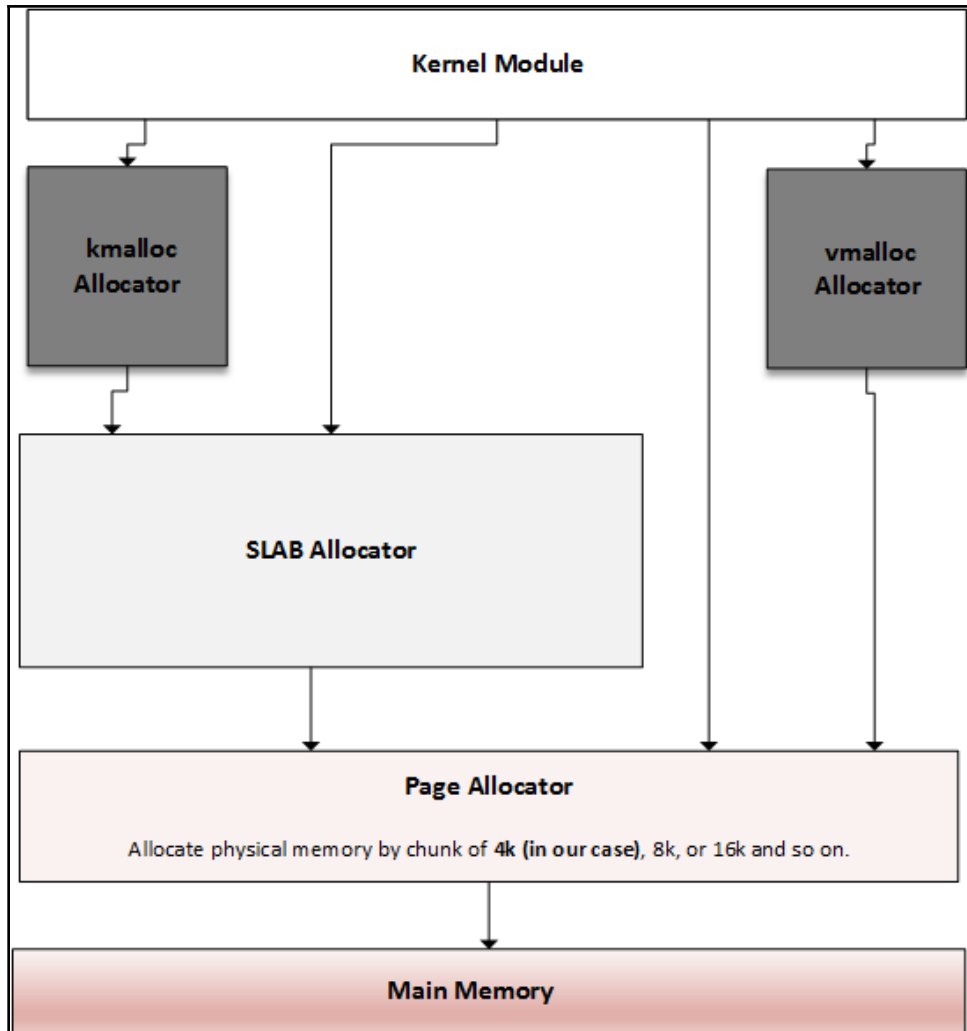 Kernel Module
kmalloc
Allocator
vmalloc
Allocator
SLAB Allocator
Page Allocator
Allocate physical memory by chunk of 4k (in our case), 8k, or 16k and so on.
Main Memory